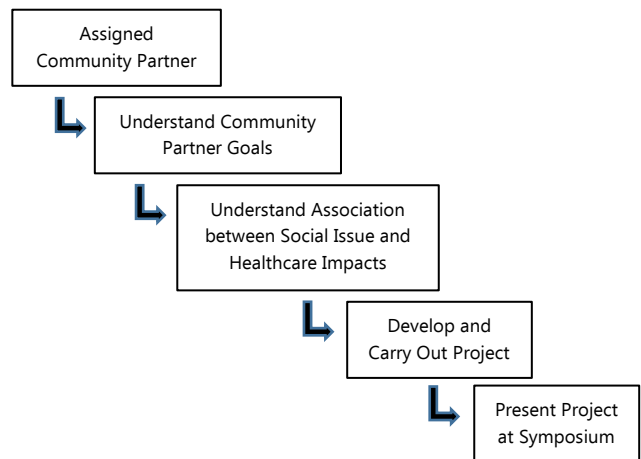 Assigned
Community Partner
Understand Community
Partner Goals
Understand Association
between Social Issue and
Healthcare Impacts
Develop and
Carry Out Project
Present Project
at Symposium